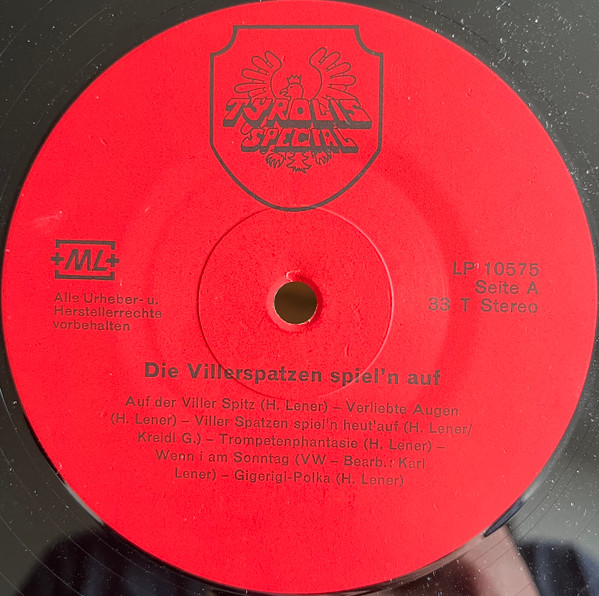 TYROLIS
SPECIAL
+ML+
Alle Urheber- u.
Herstellerrechte
vorbehalten
LP 10575
Seite A
33 T Stereo
Die Villerspatzen spiel'n auf
Auf der Viller Spitz (H. Lener) – Verliebte Augen
(H. Lener) – Viller Spatzen spiel'n heut'auf (H. Lener/
Kreidl G.) – Trompetenphantasie (H. Lener) –
Wenn i am Sonntag (VW – Bearb.: Karl
Lener) – Gigerigi-Polka (H. Lener)